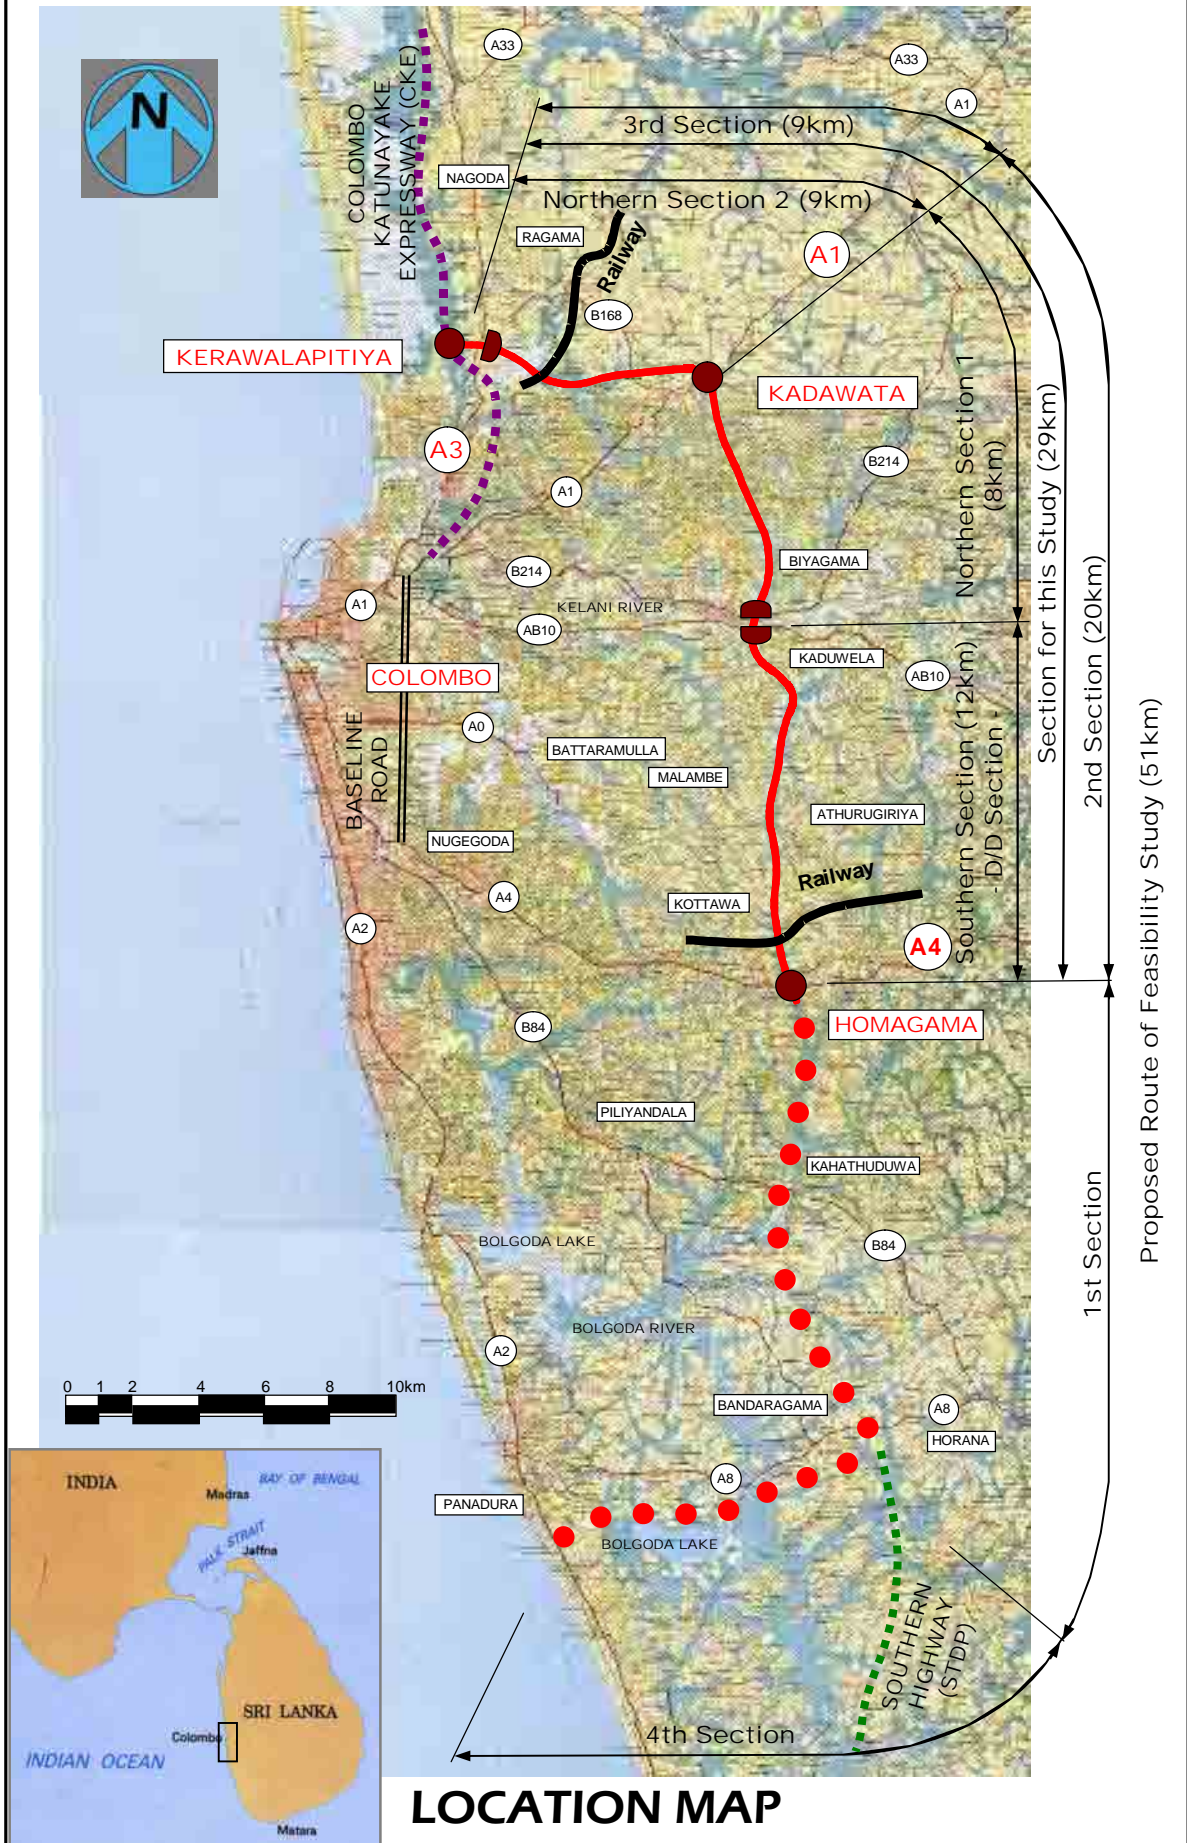 N
A33
A33
A1
COLOMBO
KATUNAYAKE
EXPRESSWAY (CKE)
3rd Section (9km)
NAGODA
Northern Section 2 (9km)
RAGAMA
Railway
A1
B168
KERAWALAPITIYA
KADAWATA
Northern Section 1
(8km)
Section for this Study (29km)
2nd Section (20km)
Proposed Route of Feasibility Study (51km)
A3
B214
A1
BIYAGAMA
B214
A1
KELANI RIVER
AB10
KADUWELA
AB10
COLOMBO
Southern Section (12km)
- D/D Section -
A0
BATTARAMULLA
MALAMBE
BASELINE
ROAD
ATHURUGIRIYA
NUGEGODA
Railway
A4
KOTTAWA
A2
A4
B84
HOMAGAMA
PILIYANDALA
KAHATHUDUWA
1st Section
BOLGODA LAKE
B84
BOLGODA RIVER
A2
0 1 2 4 6 8 10km
BANDARAGAMA
A8
HORANA
A8
PANADURA
BOLGODA LAKE
SOUTHERN
HIGHWAY
(STDP)
4th Section
INDIA
BAY OF BENGAL
Madras
PALK STRAIT
Jaffna
SRI LANKA
Colombo
INDIAN OCEAN
Matara
LOCATION MAP